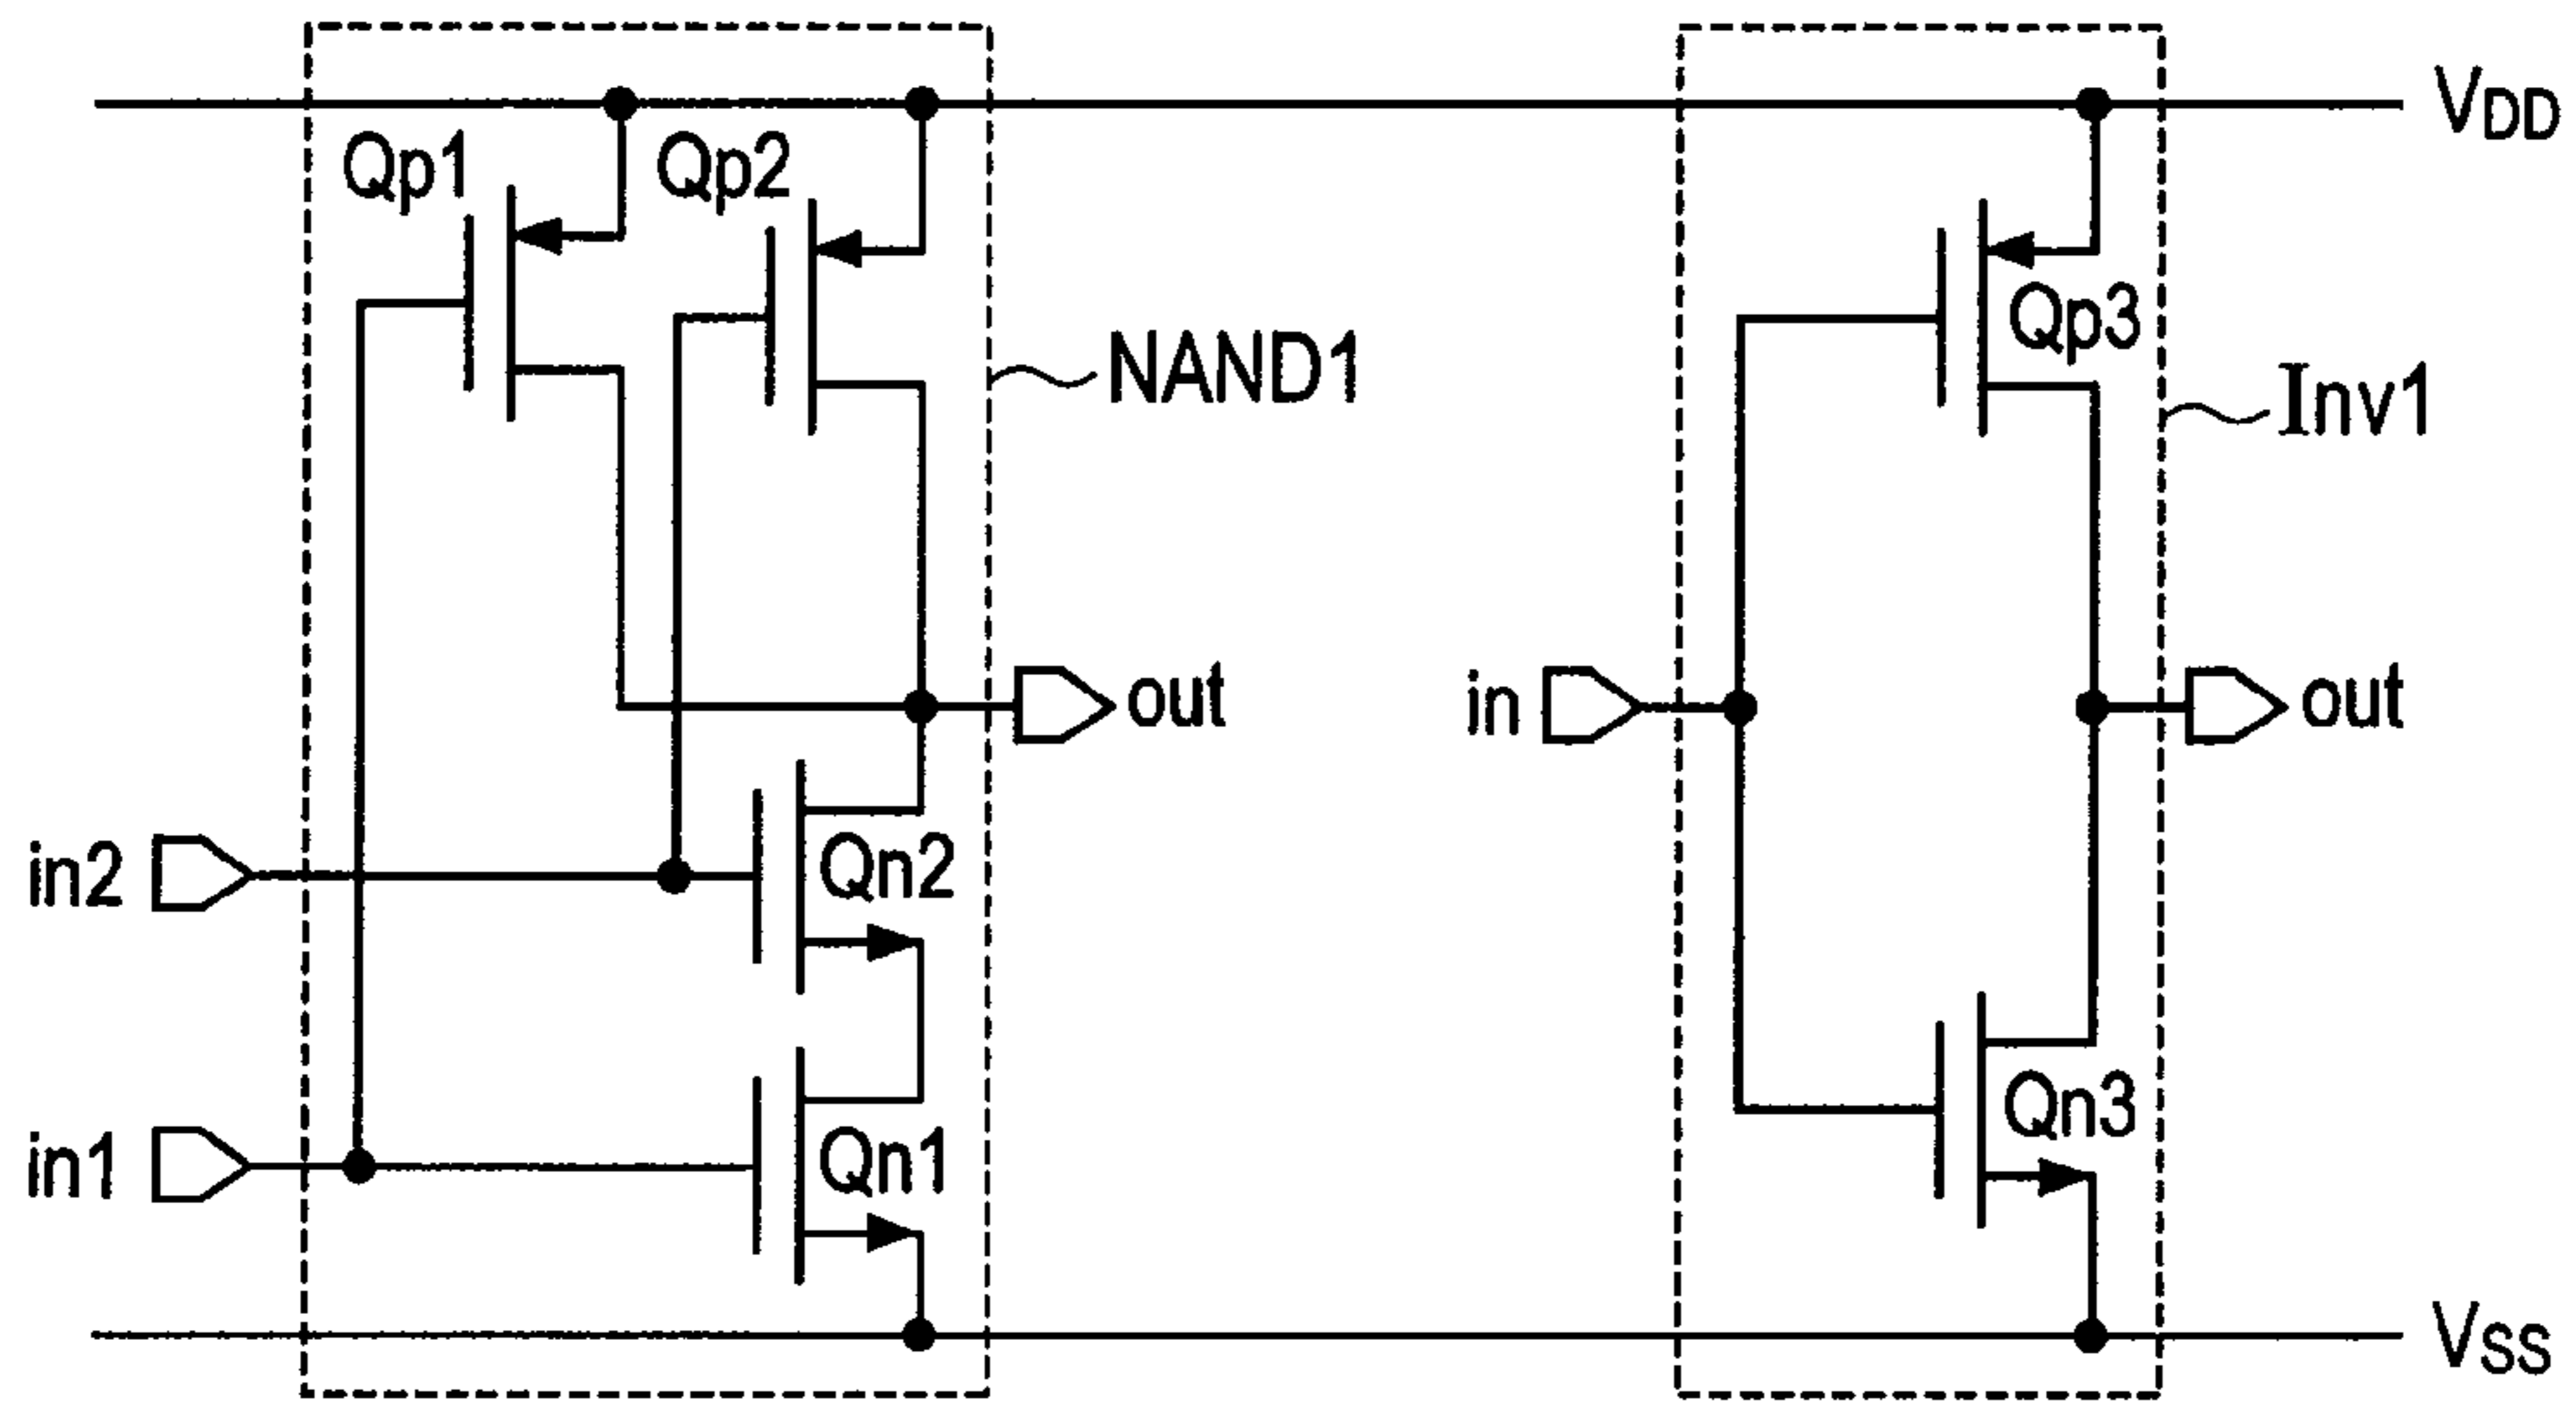 VDD
Qp1
Qp2
Qp3
NAND1
Inv1
out
in
out
in2
Qn2
Qn3
in1
Qn1
VSS